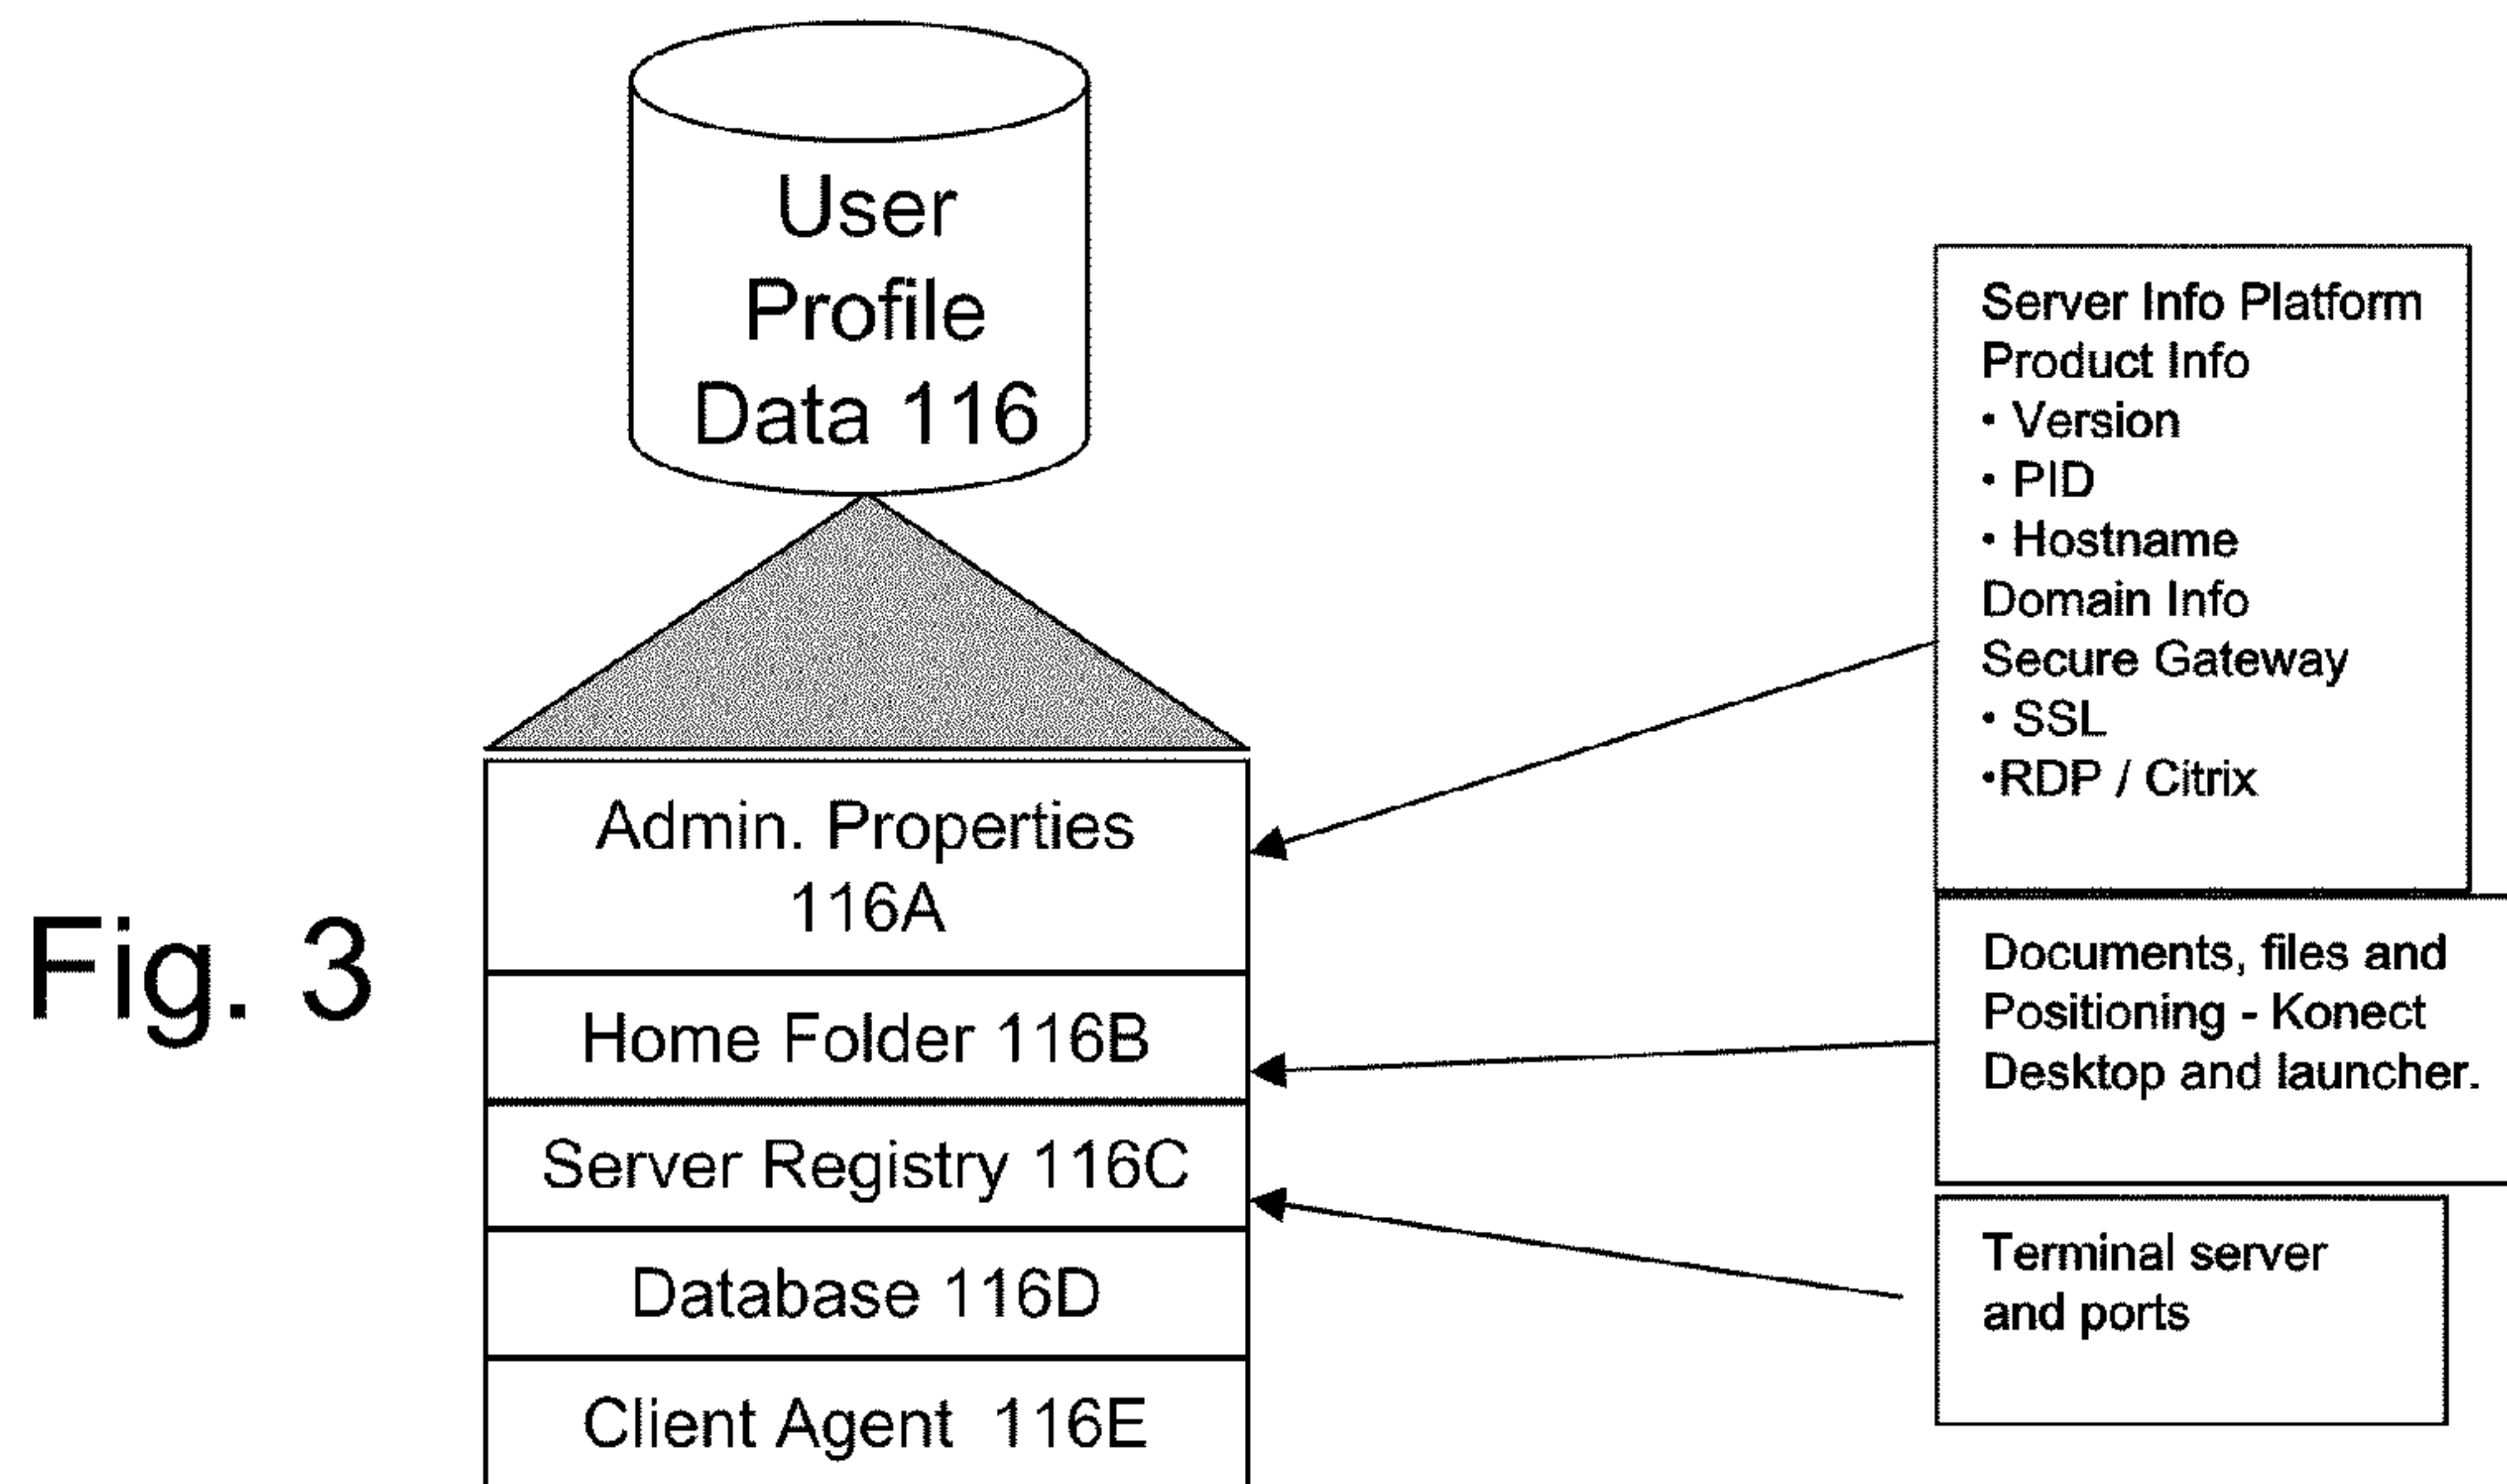 User
Profile
Data 116
Fig. 3
Admin. Properties
116A
Home Folder 116B
Server Registry 116C
Database 116D
Client Agent 116E
Server Info Platform
Product Info
• Version
• PID
• Hostname
Domain Info
Secure Gateway
• SSL
•RDP / Citrix
Documents, files and
Positioning - Konect
Desktop and launcher.
Terminal server
and ports